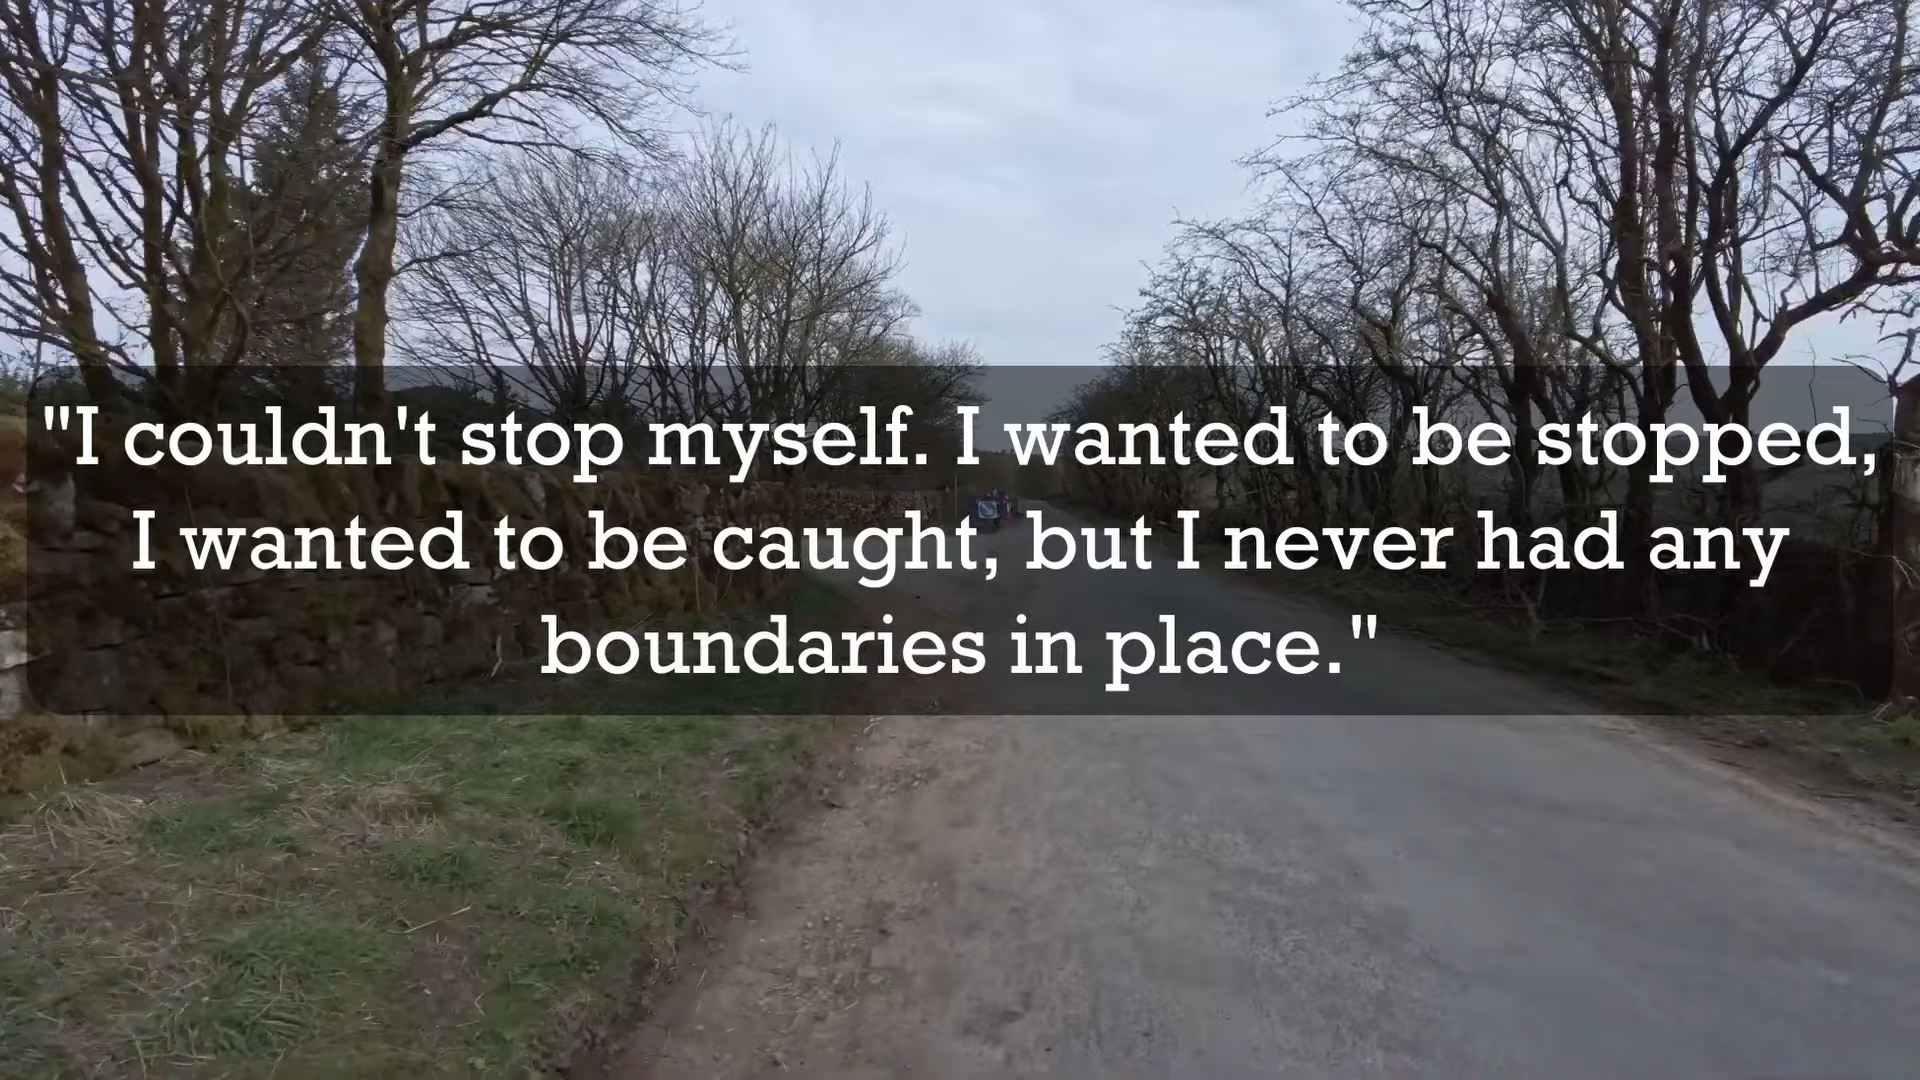 "I couldn't stop myself. I wanted to be stopped,
I wanted to be caught, but I never had any
boundaries in place."